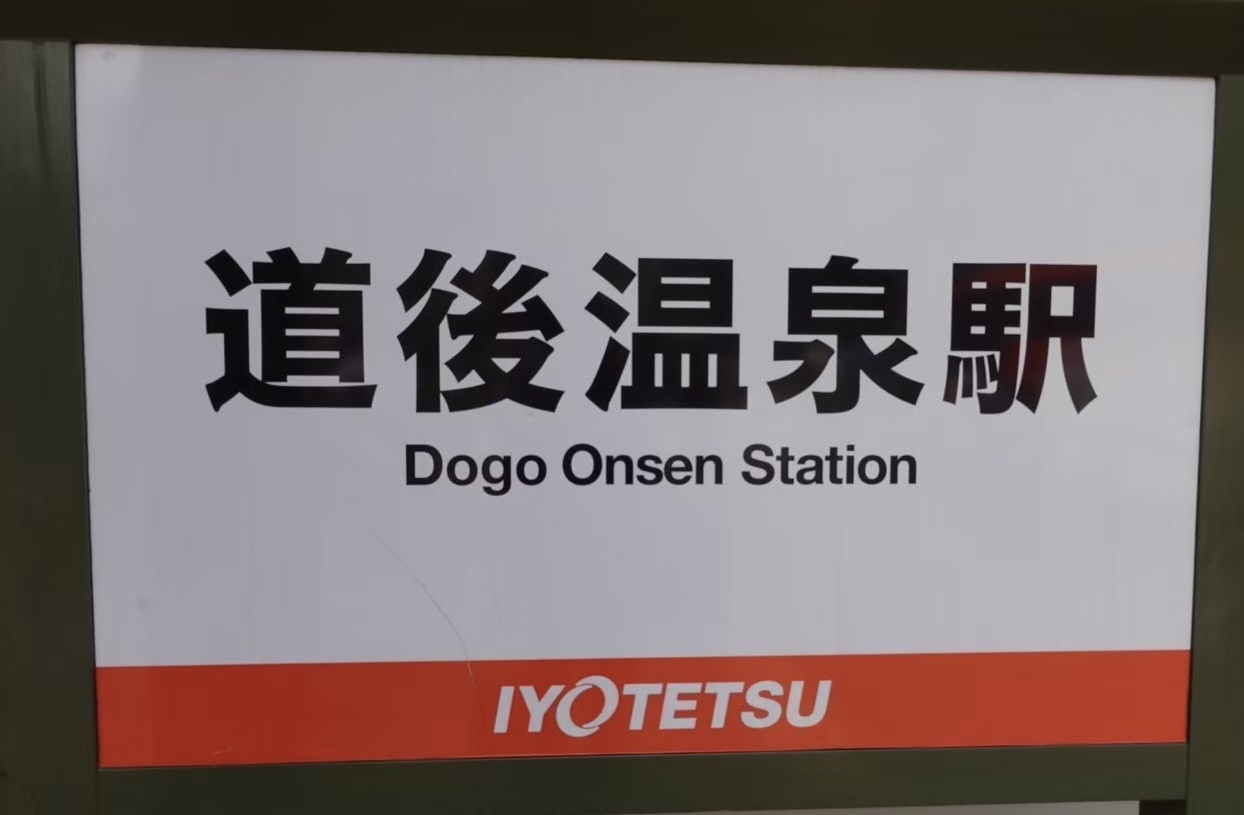 道後温泉駅
Dogo Onsen Station
IYOTETSU